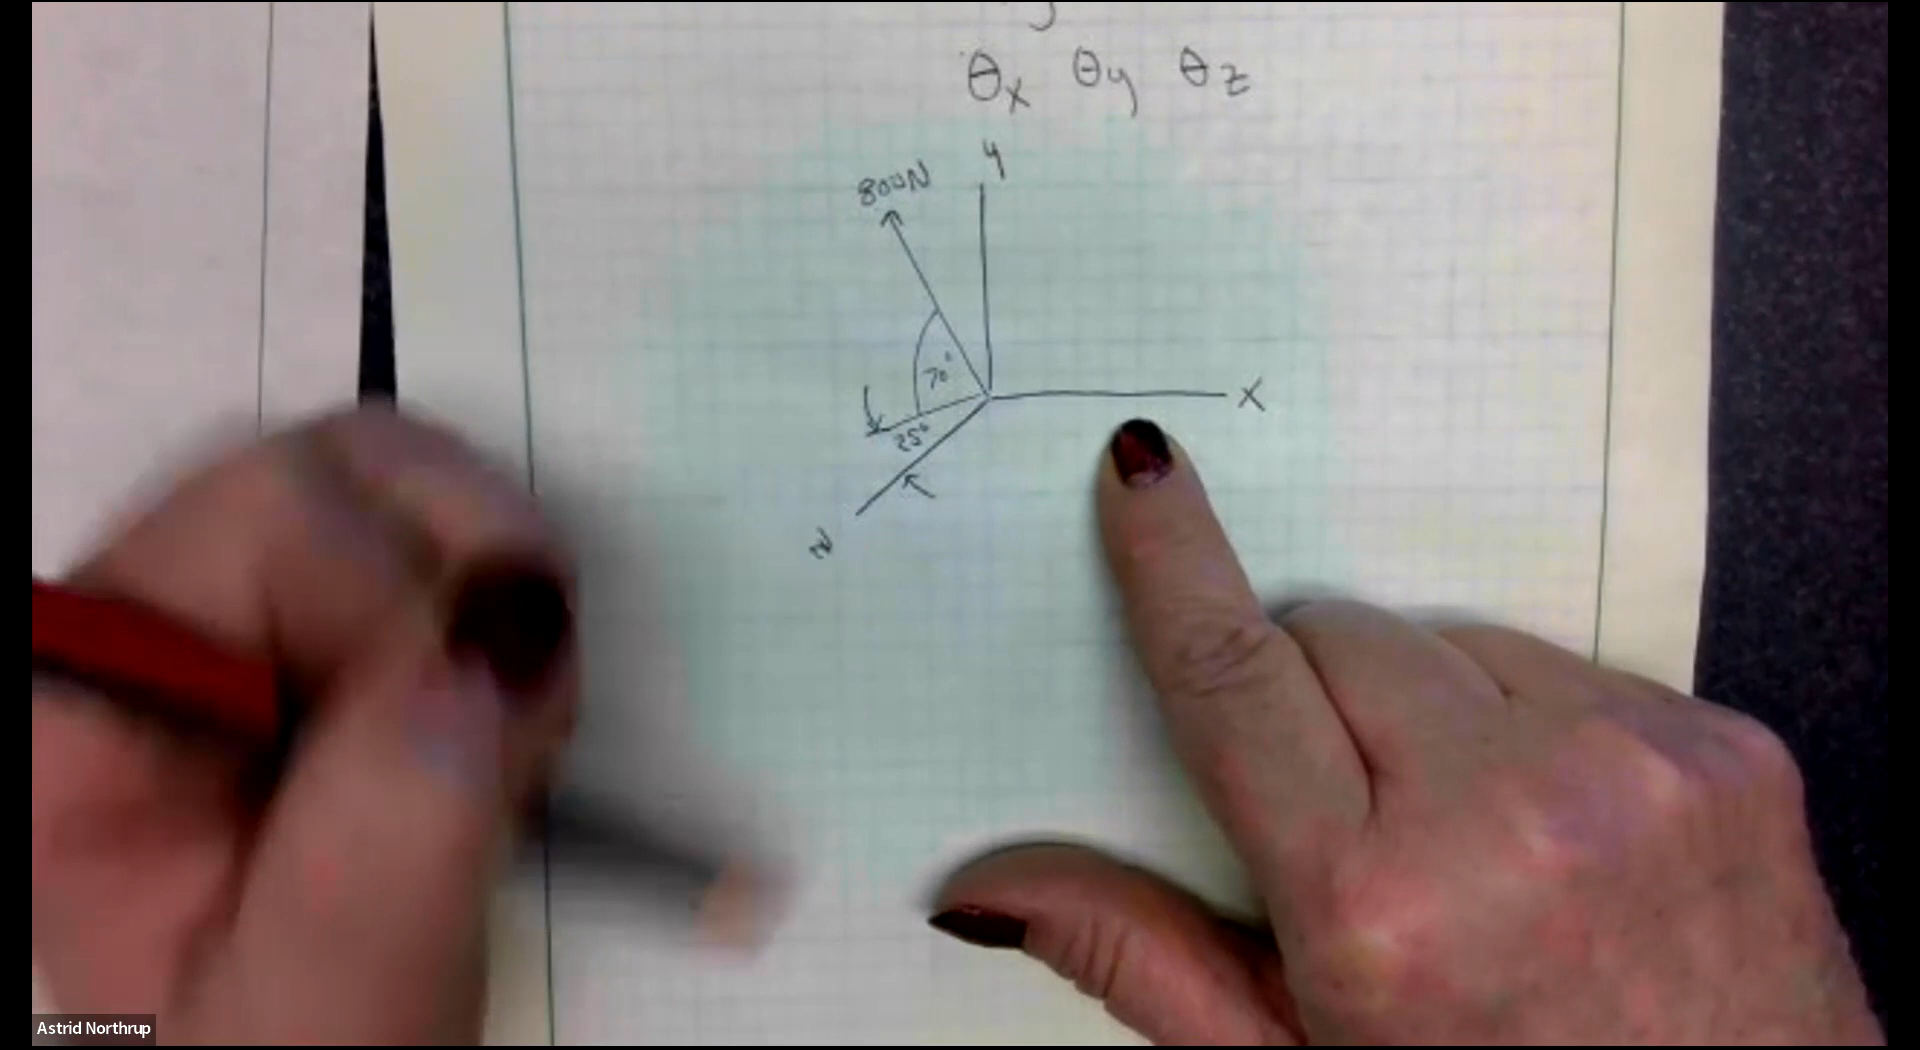 θx θy θz
y
800N
70°
x
25°
z
Astrid Northrup